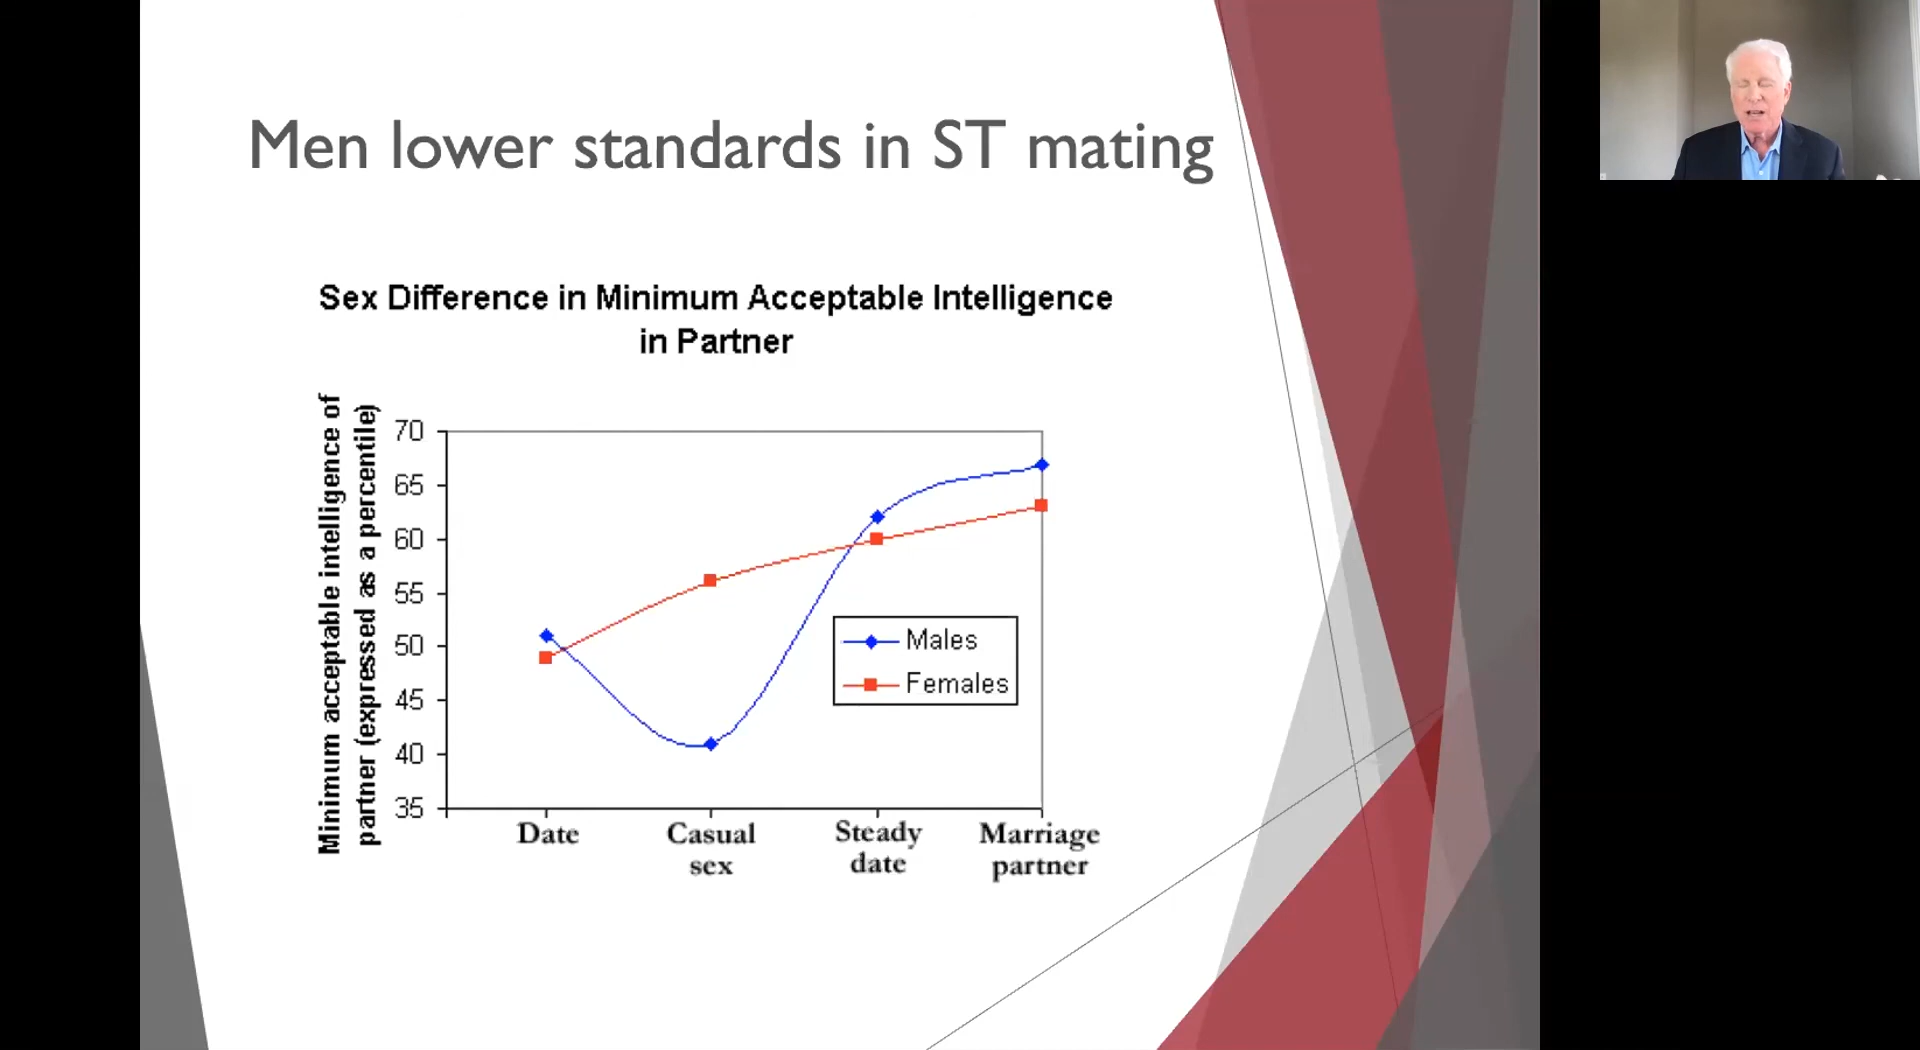 Men lower standards in ST mating
Sex Difference in Minimum Acceptable Intelligence
in Partner
Minimum acceptable intelligence of
partner (expressed as a percentile)
70
65
60
55
50
45
40
35
Males
Females
Date
Casual
sex
Steady
date
Marriage
partner